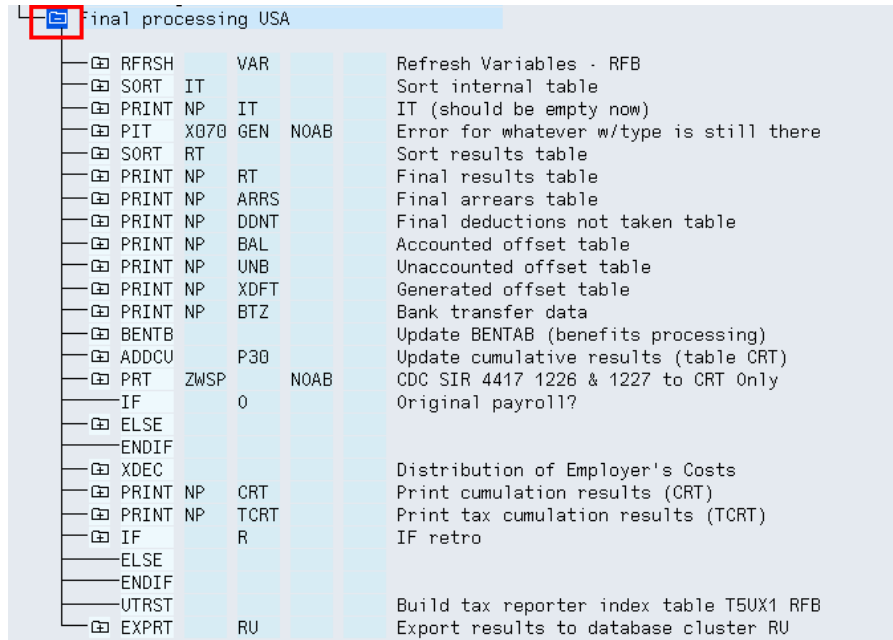 Final processing USA
RFRSH VAR Refresh Variables - RFB
SORT IT Sort internal table
PRINT NP IT IT (should be empty now)
PIT X070 GEN NOAB Error for whatever w/type is still there
SORT RT Sort results table
PRINT NP RT Final results table
PRINT NP ARRS Final arrears table
PRINT NP DDNT Final deductions not taken table
PRINT NP BAL Accounted offset table
PRINT NP UNB Unaccounted offset table
PRINT NP XDFT Generated offset table
PRINT NP BTZ Bank transfer data
BENTB Update BENTAB (benefits processing)
ADDCU P30 Update cumulative results (table CRT)
PRT ZWSP NOAB CDC SIR 4417 1226 & 1227 to CRT Only
IF O Original payroll?
ELSE
ENDIF
XDEC Distribution of Employer's Costs
PRINT NP CRT Print cumulation results (CRT)
PRINT NP TCRT Print tax cumulation results (TCRT)
IF R IF retro
ELSE
ENDIF
UTRST Build tax reporter index table T5UX1 RFB
EXPRT RU Export results to database cluster RU